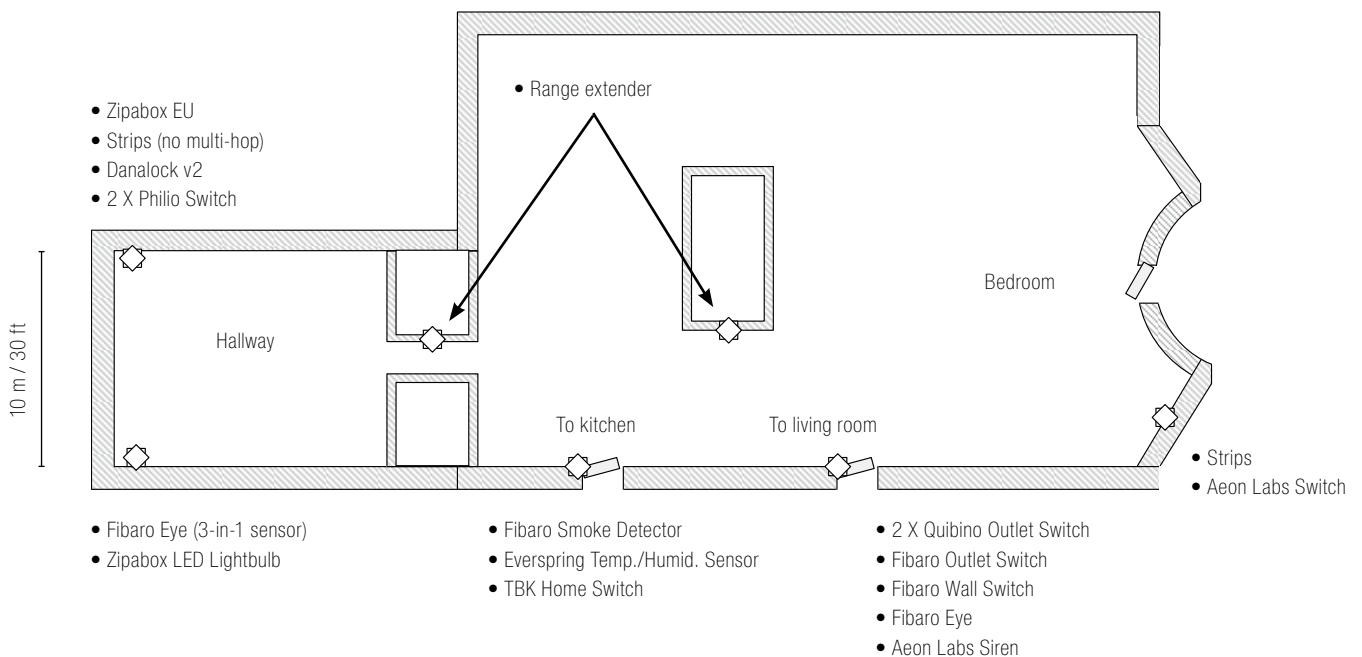 • Range extender
• Zipabox EU
• Strips (no multi-hop)
• Danalock v2
• 2 X Philio Switch
10 m / 30 ft
Hallway
Bedroom
To kitchen
To living room
• Strips
• Aeon Labs Switch
• Fibaro Eye (3-in-1 sensor)
• Zipabox LED Lightbulb
• Fibaro Smoke Detector
• Everspring Temp./Humid. Sensor
• TBK Home Switch
• 2 X Quibino Outlet Switch
• Fibaro Outlet Switch
• Fibaro Wall Switch
• Fibaro Eye
• Aeon Labs Siren